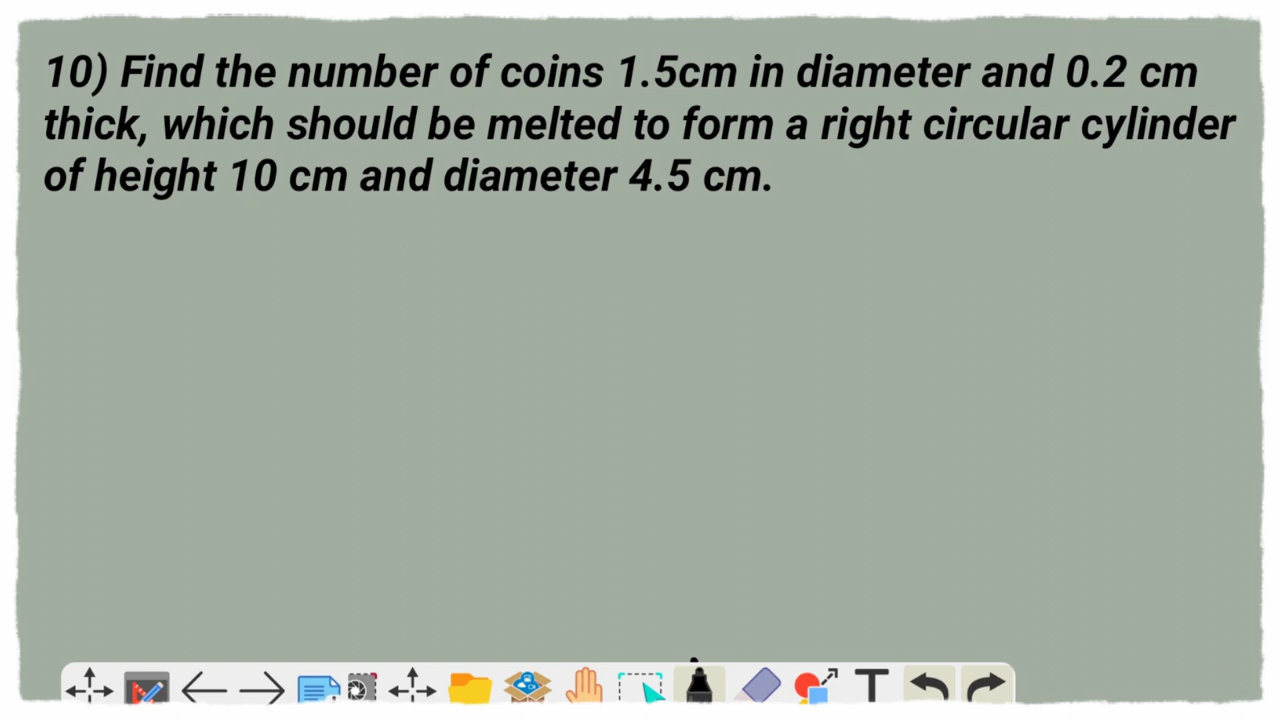 10) Find the number of coins 1.5cm in diameter and 0.2 cm
thick, which should be melted to form a right circular cylinder
of height 10 cm and diameter 4.5 cm.
T